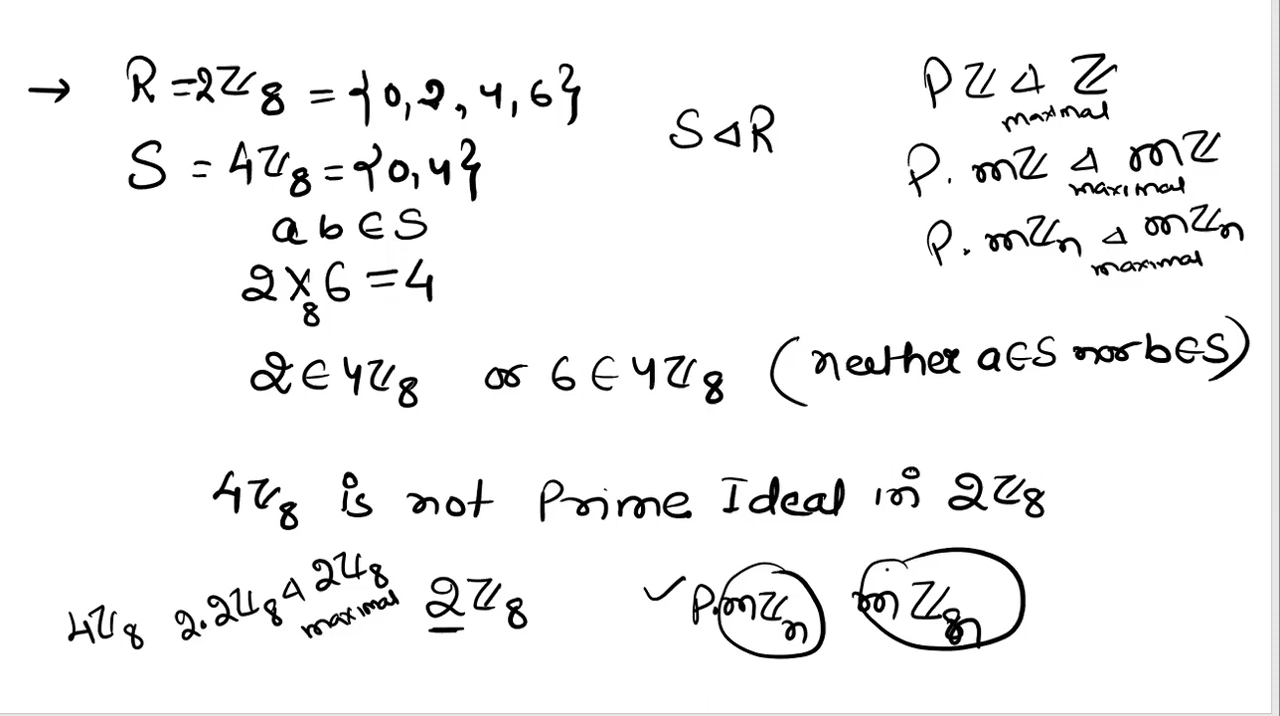 → R = 2ℤ₈ = {0, 2, 4, 6}
S = 4ℤ₈ = {0, 4}
S ⊲ R
a b ∈ S
2 ×₈ 6 = 4
Pℤ ⊲ ℤ
maximal
P. mℤ ⊲ mℤ
maximal
P. mℤₙ ⊲ mℤₙ
maximal
2 ∈ 4ℤ₈ or 6 ∈ 4ℤ₈ (neether a∈S nor b∈S)
4ℤ₈ is not Prime Ideal in 2ℤ₈
4ℤ₈ 2.2ℤ₈ ⊲ 2ℤ₈
maximal
2ℤ₈
✓ P.mℤₙ mℤₙ